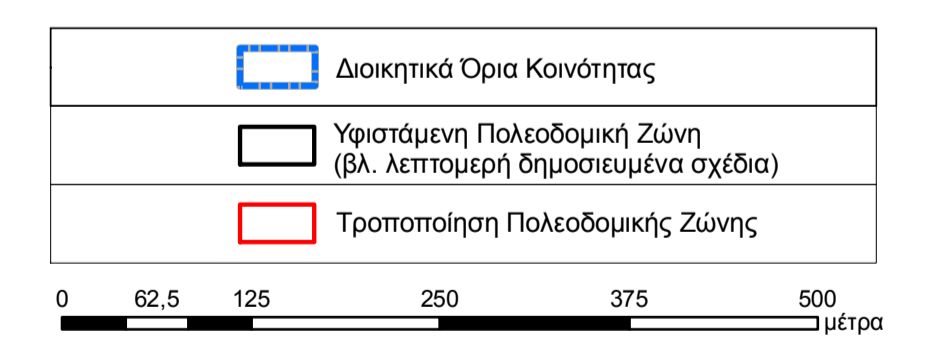 Διοικητικά Όρια Κοινότητας
Υφιστάμενη Πολεοδομική Ζώνη
(βλ. λεπτομερή δημοσιευμένα σχέδια)
Τροποποίηση Πολεοδομικής Ζώνης
0 62,5 125 250 375 500
μέτρα